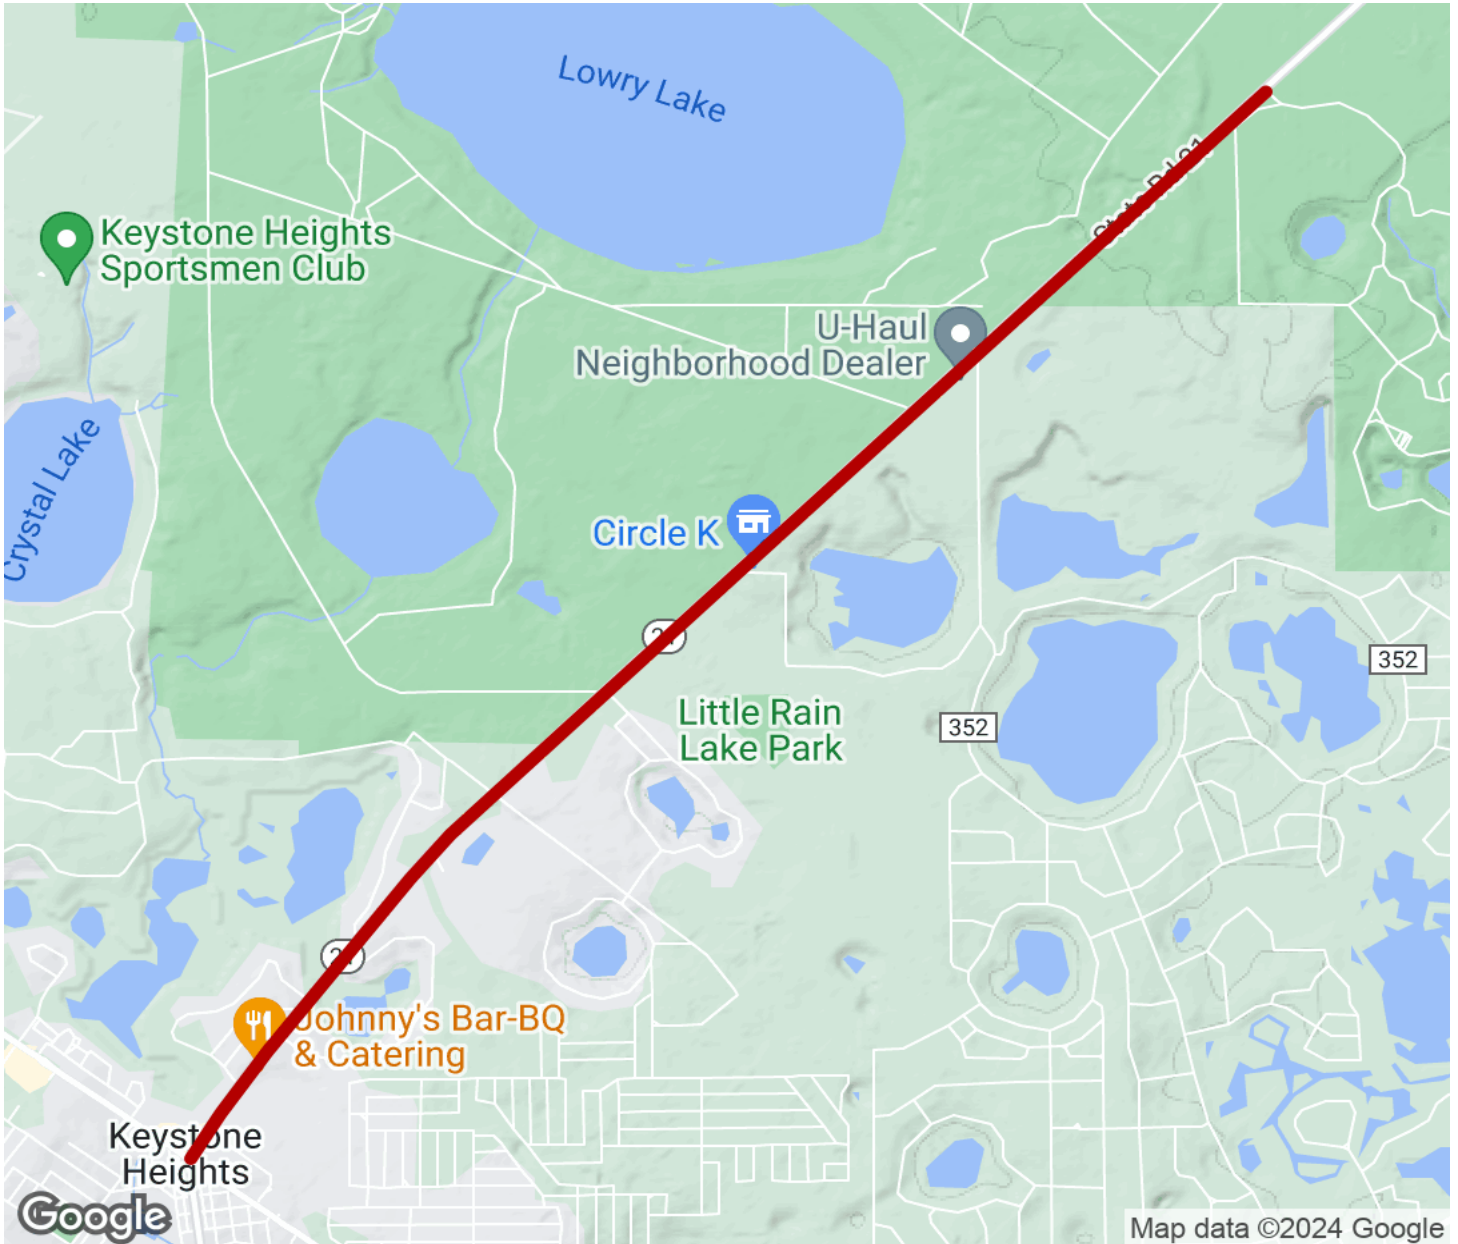 Lowry Lake
Keystone Heights
Sportsmen Club
U-Haul
Neighborhood Dealer
Crystal Lake
Circle K
352
Little Rain
Lake Park
352
Johnny's Bar-BQ
& Catering
Keystone
Heights
Google
Map data ©2024 Google